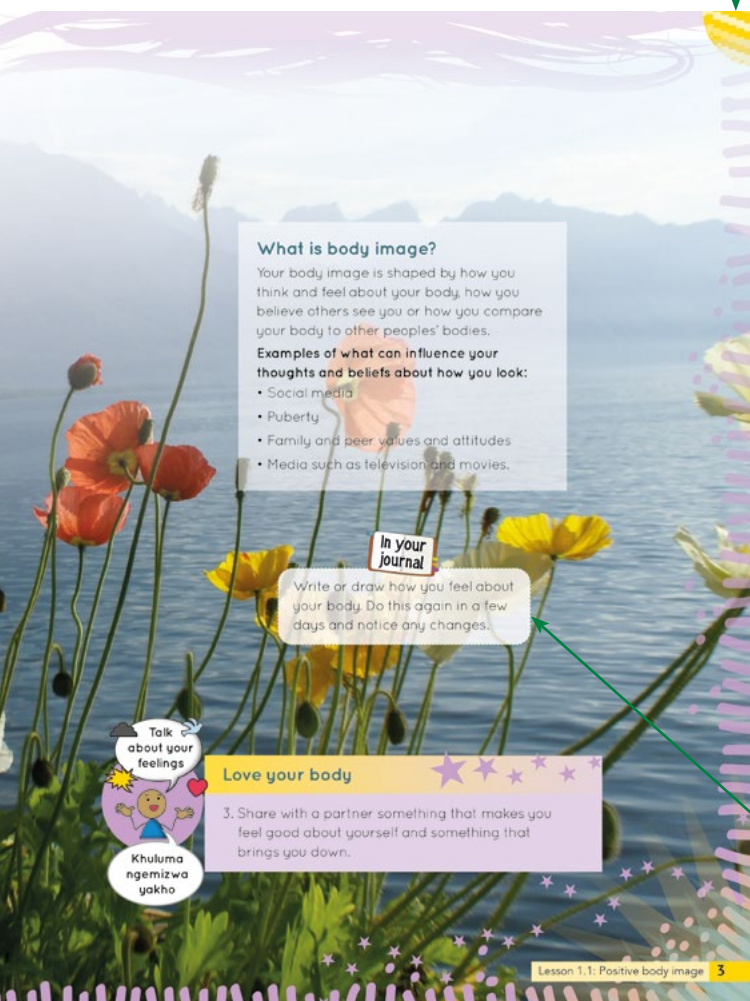 What is body image?
Your body image is shaped by how you
think and feel about your body, how you
believe others see you or how you compare
your body to other peoples' bodies.
Examples of what can influence your
thoughts and beliefs about how you look:
• Social media
• Puberty
• Family and peer values and attitudes
• Media such as television and movies.
In your
journal
Write or draw how you feel about
your body. Do this again in a few
days and notice any changes.
Talk
about your
feelings
Khuluma
ngemizwa
yakho
Love your body
3. Share with a partner something that makes you
feel good about yourself and something that
brings you down.
Lesson 1.1: Positive body image 3